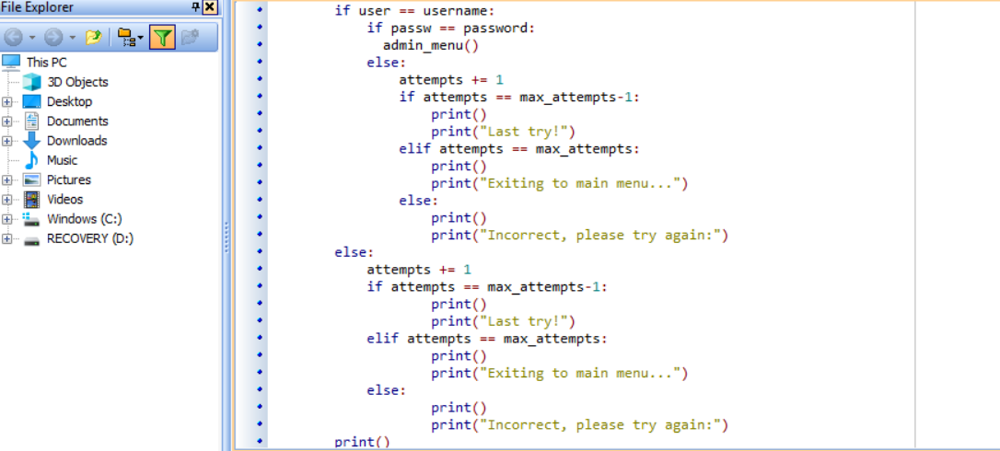 File Explorer
This PC
3D Objects
Desktop
Documents
Downloads
Music
Pictures
Videos
Windows (C:)
RECOVERY (D:)
if user == username:
    if passw == password:
      admin_menu()
    else:
        attempts += 1
        if attempts == max_attempts-1:
            print()
            print("Last try!")
        elif attempts == max_attempts:
            print()
            print("Exiting to main menu...")
        else:
            print()
            print("Incorrect, please try again:")
else:
    attempts += 1
    if attempts == max_attempts-1:
            print()
            print("Last try!")
    elif attempts == max_attempts:
            print()
            print("Exiting to main menu...")
    else:
            print()
            print("Incorrect, please try again:")
print()